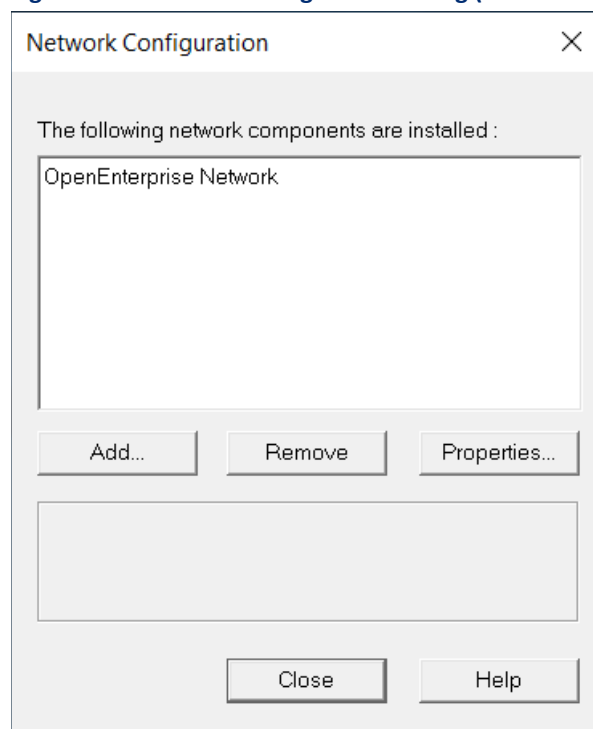 Network Configuration
The following network components are installed :
OpenEnterprise Network
Add... Remove Properties...
Close Help